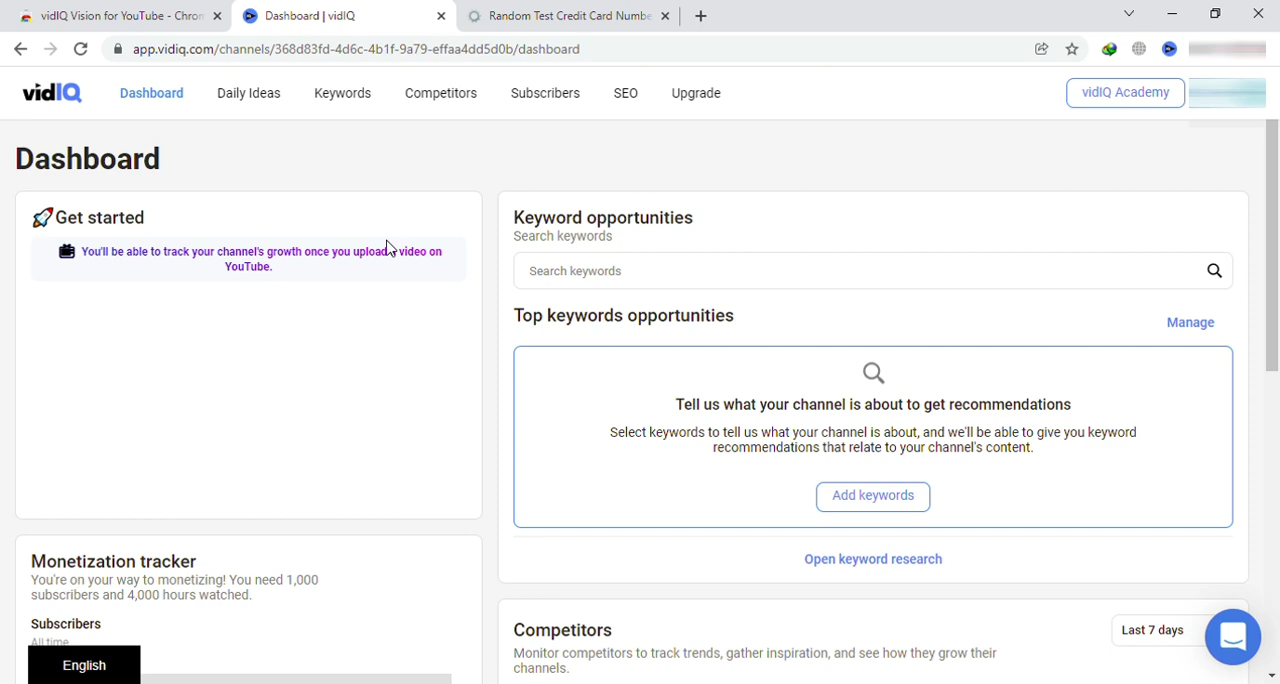 vidIQ Vision for YouTube - Chron
Dashboard | vidIQ
Random Test Credit Card Numbe
app.vidiq.com/channels/368d83fd-4d6c-4b1f-9a79-effaa4dd5d0b/dashboard
vidIQ
Dashboard
Daily Ideas
Keywords
Competitors
Subscribers
SEO
Upgrade
vidIQ Academy
Dashboard
Get started
You'll be able to track your channel's growth once you upload video on
YouTube.
Keyword opportunities
Search keywords
Search keywords
Top keywords opportunities
Manage
Tell us what your channel is about to get recommendations
Select keywords to tell us what your channel is about, and we'll be able to give you keyword
recommendations that relate to your channel's content.
Add keywords
Open keyword research
Monetization tracker
You're on your way to monetizing! You need 1,000
subscribers and 4,000 hours watched.
Subscribers
All time
English
Competitors
Last 7 days
Monitor competitors to track trends, gather inspiration, and see how they grow their
channels.